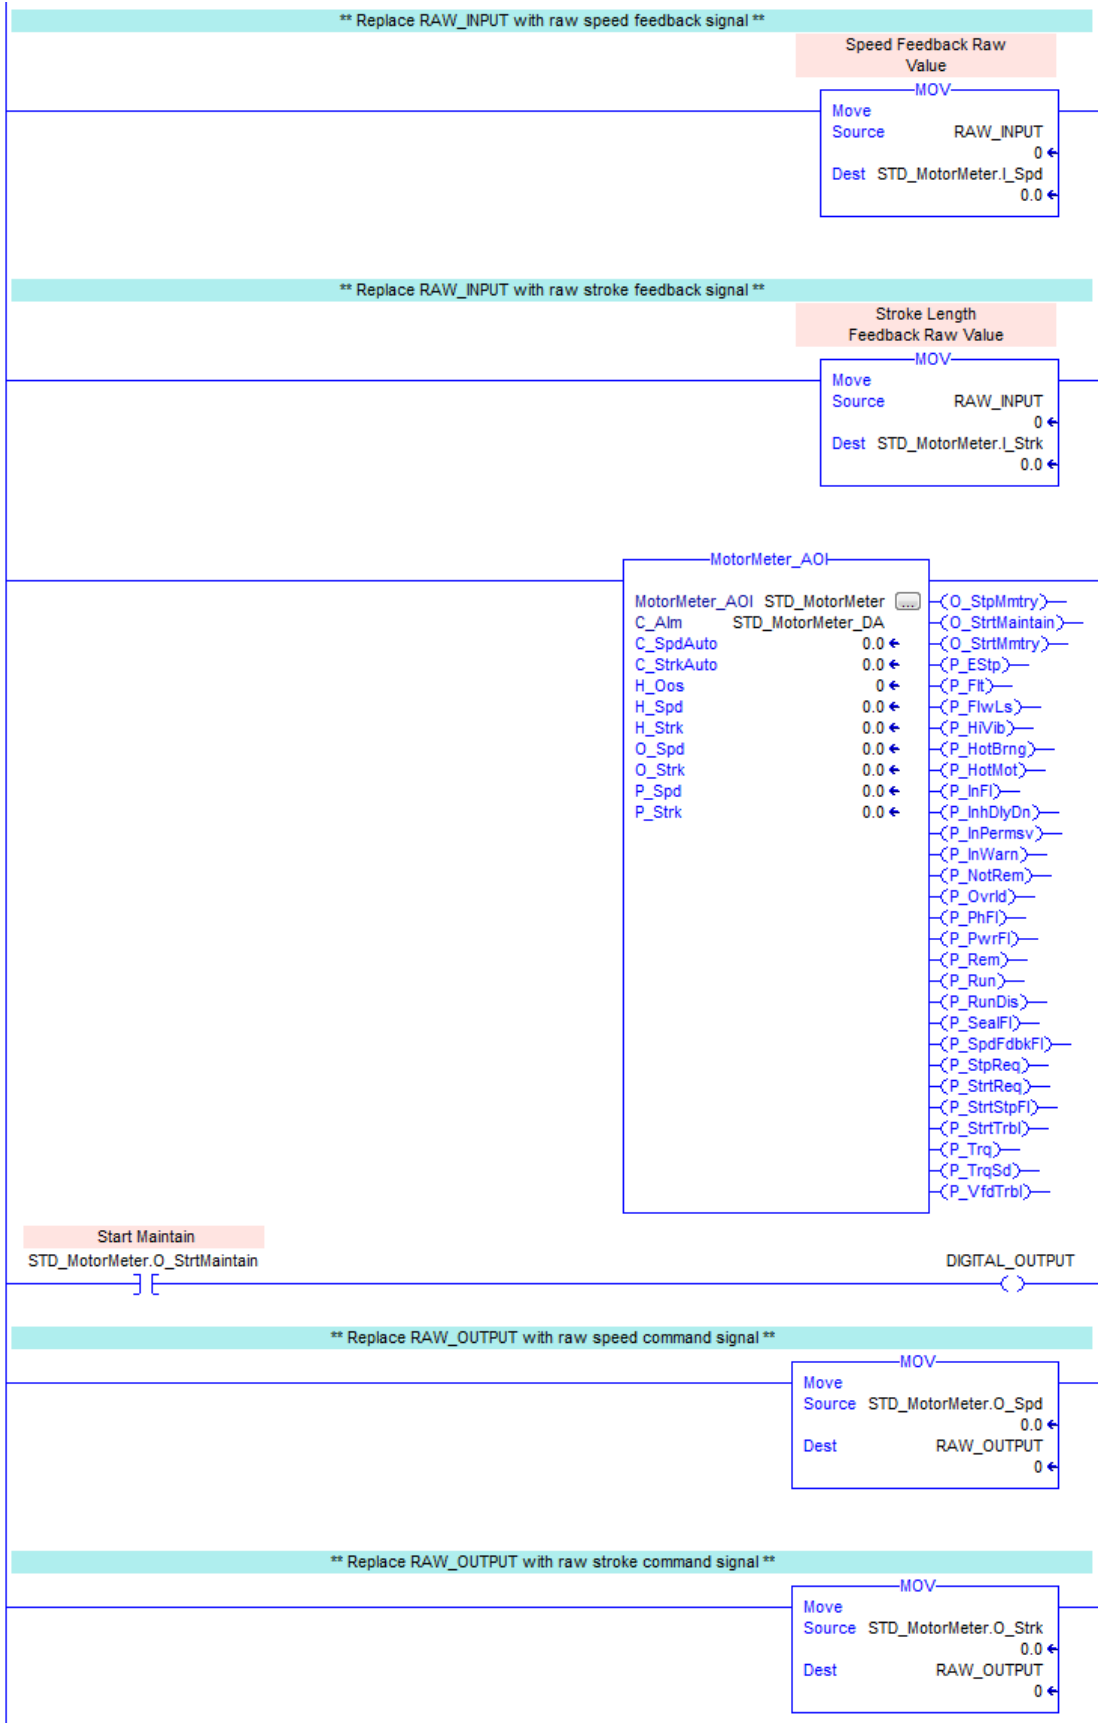 ** Replace RAW_INPUT with raw speed feedback signal **
Speed Feedback Raw
Value
MOV
Move
Source RAW_INPUT
0
Dest STD_MotorMeter.I_Spd
0.0
** Replace RAW_INPUT with raw stroke feedback signal **
Stroke Length
Feedback Raw Value
MOV
Move
Source RAW_INPUT
0
Dest STD_MotorMeter.I_Strk
0.0
MotorMeter_AOI
MotorMeter_AOI STD_MotorMeter ... O_StpMmtry
C_Alm STD_MotorMeter_DA O_StrtMaintain
C_SpdAuto 0.0 O_StrtMmtry
C_StrkAuto 0.0 P_EStp
H_Oos 0 P_Flt
H_Spd 0.0 P_FlwLs
H_Strk 0.0 P_HiVib
O_Spd 0.0 P_HotBrng
O_Strk 0.0 P_HotMot
P_Spd 0.0 P_InFl
P_Strk 0.0 P_InhDlyDn
P_InPermsv
P_InWarn
P_NotRem
P_Ovrld
P_PhFl
P_PwrFl
P_Rem
P_Run
P_RunDis
P_SealFl
P_SpdFdbkFl
P_StpReq
P_StrtReq
P_StrtStpFl
P_StrtTrbl
P_Trq
P_TrqSd
P_VfdTrbl
Start Maintain
STD_MotorMeter.O_StrtMaintain DIGITAL_OUTPUT
** Replace RAW_OUTPUT with raw speed command signal **
MOV
Move
Source STD_MotorMeter.O_Spd
0.0
Dest RAW_OUTPUT
0
** Replace RAW_OUTPUT with raw stroke command signal **
MOV
Move
Source STD_MotorMeter.O_Strk
0.0
Dest RAW_OUTPUT
0